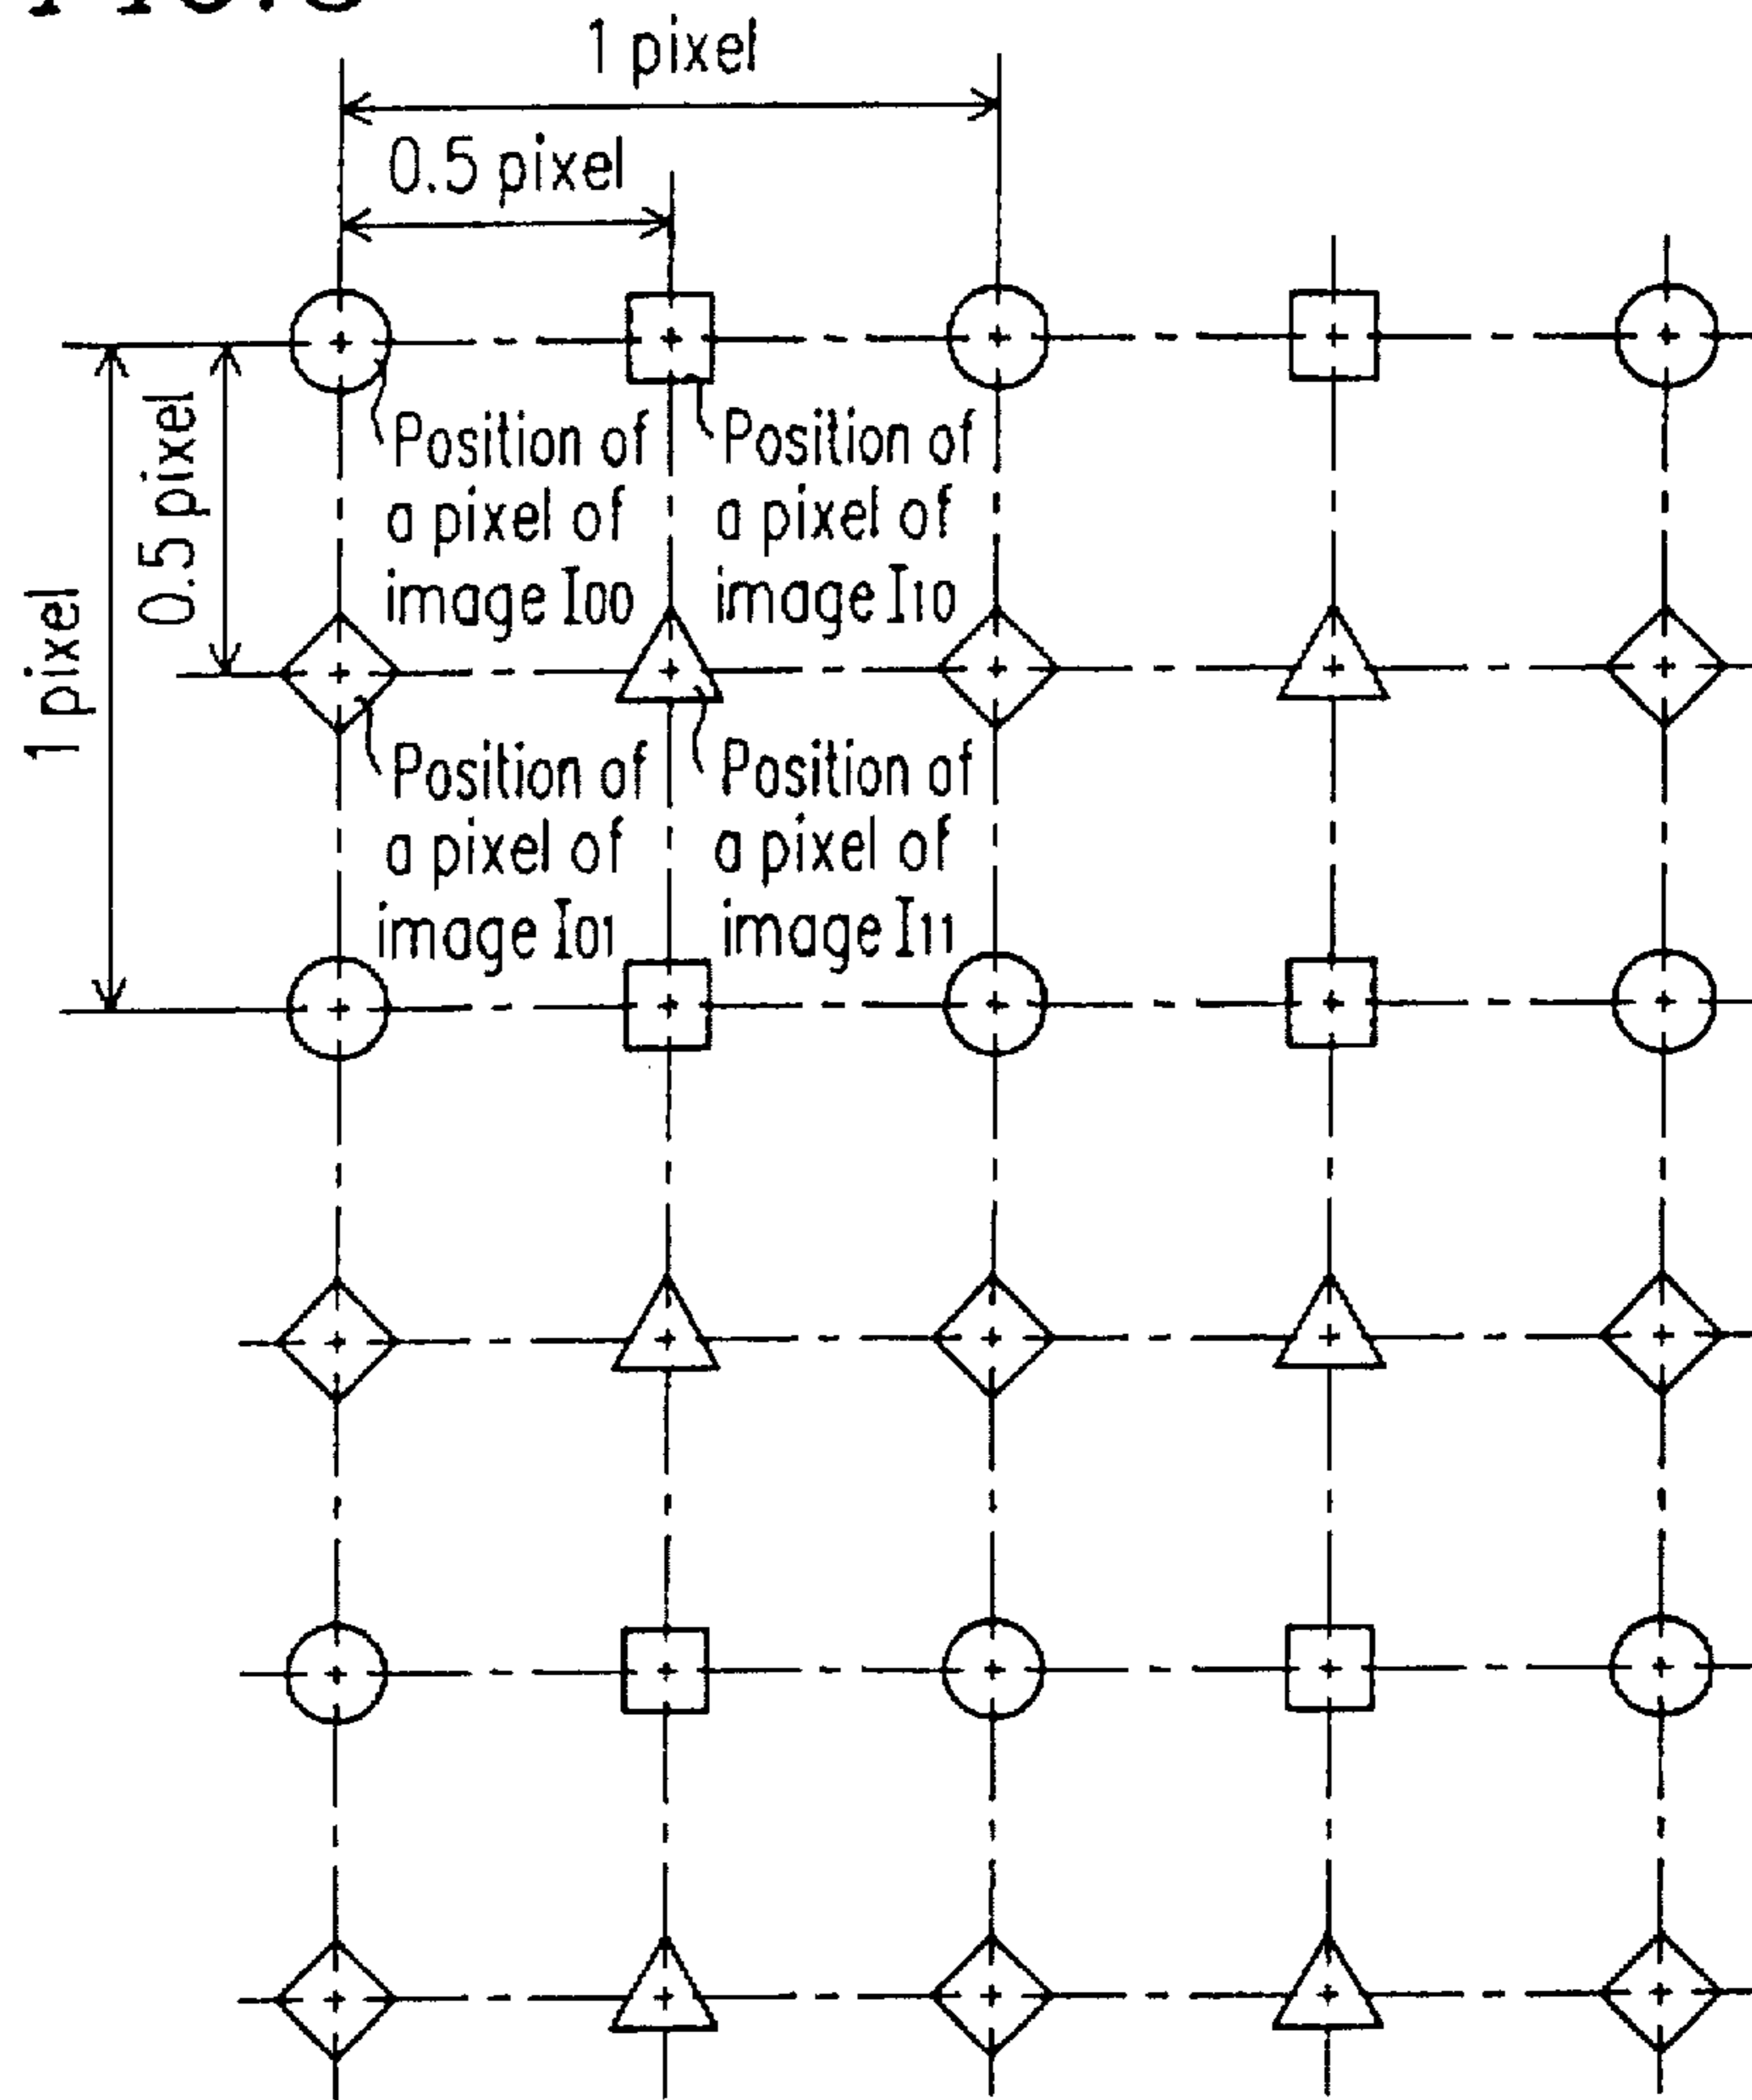 1 pixel
0.5 pixel
0.5 pixel
1 pixel
Position of
a pixel of
image I00
Position of
a pixel of
image I10
Position of
a pixel of
image I01
Position of
a pixel of
image I11